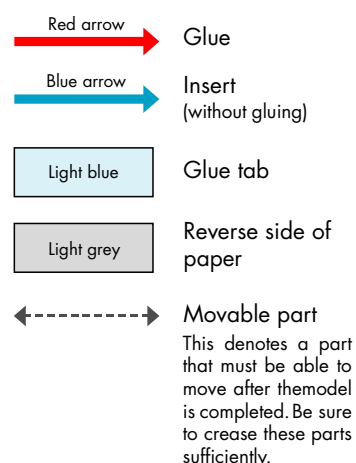 Red arrow
Glue
Blue arrow
Insert
(without gluing)
Light blue
Glue tab
Light grey
Reverse side of
paper
Movable part
This denotes a part
that must be able to
move after themodel
is completed. Be sure
to crease these parts
sufficiently.